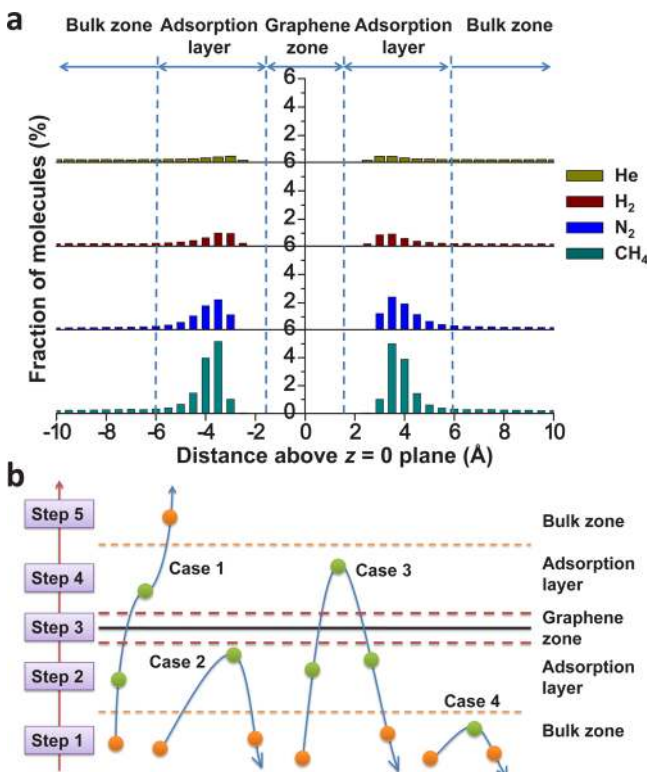 a
Bulk zone
Adsorption
layer
Graphene
zone
Adsorption
layer
Bulk zone
Fraction of molecules (%)
6
4
2
6
4
2
6
4
2
6
4
2
0
He
H₂
N₂
CH₄
-10 -8 -6 -4 -2 0 2 4 6 8 10
Distance above z = 0 plane (Å)
b
Step 5
Bulk zone
Step 4
Case 1
Case 3
Adsorption
layer
Step 3
Graphene
zone
Step 2
Case 2
Adsorption
layer
Case 4
Step 1
Bulk zone